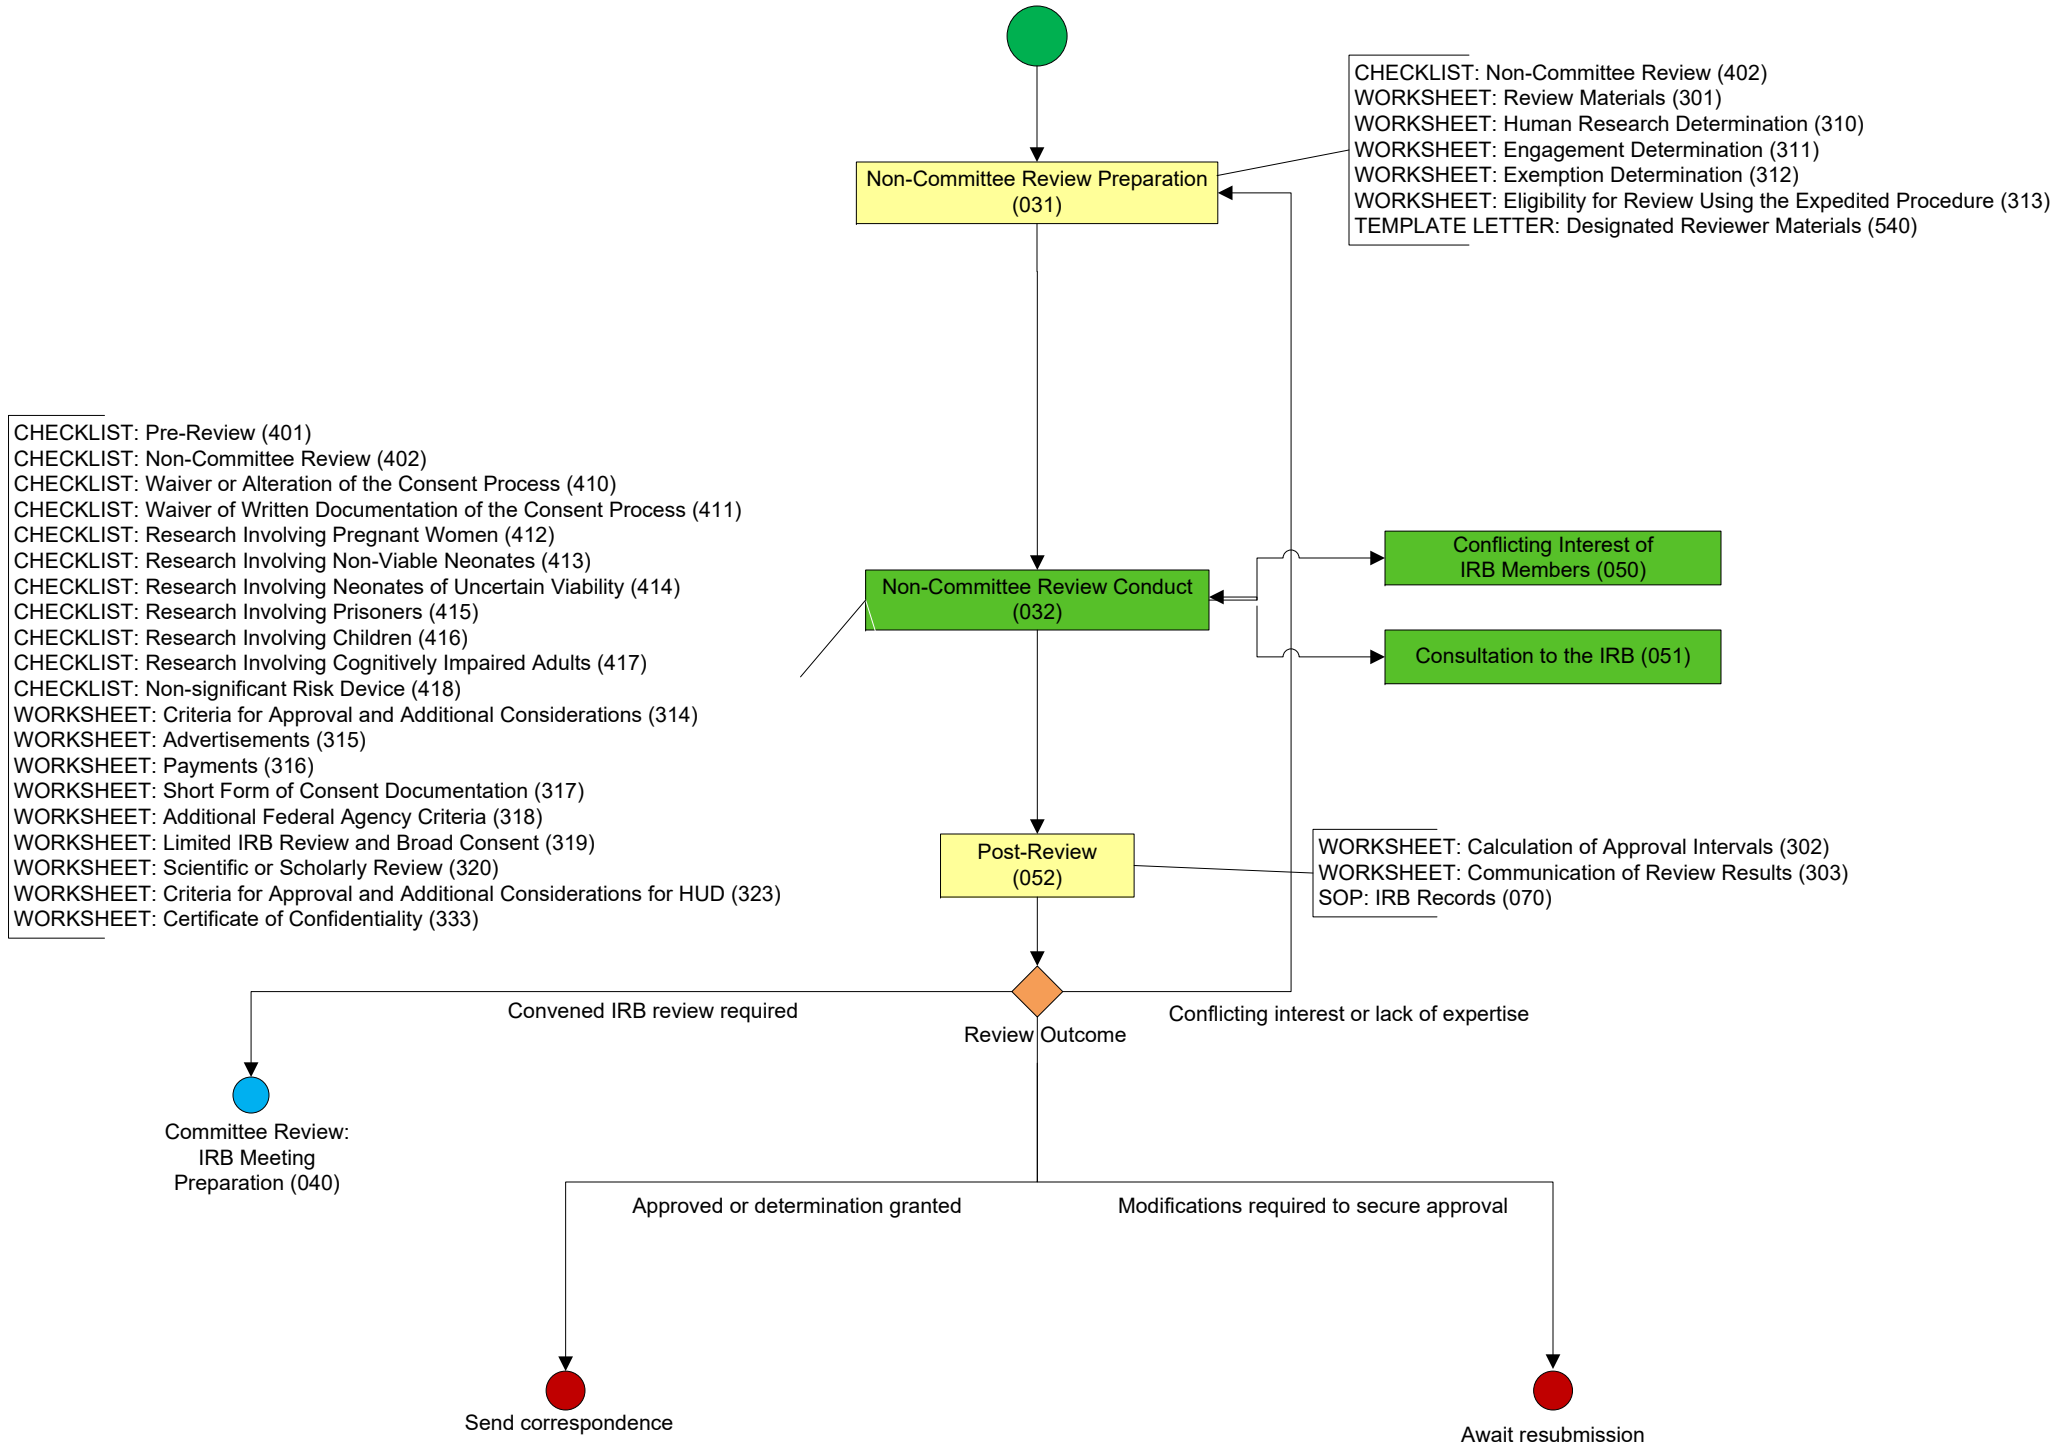 CHECKLIST: Non-Committee Review (402)
WORKSHEET: Review Materials (301)
WORKSHEET: Human Research Determination (310)
WORKSHEET: Engagement Determination (311)
WORKSHEET: Exemption Determination (312)
WORKSHEET: Eligibility for Review Using the Expedited Procedure (313)
TEMPLATE LETTER: Designated Reviewer Materials (540)
Non-Committee Review Preparation
(031)
CHECKLIST: Pre-Review (401)
CHECKLIST: Non-Committee Review (402)
CHECKLIST: Waiver or Alteration of the Consent Process (410)
CHECKLIST: Waiver of Written Documentation of the Consent Process (411)
CHECKLIST: Research Involving Pregnant Women (412)
CHECKLIST: Research Involving Non-Viable Neonates (413)
CHECKLIST: Research Involving Neonates of Uncertain Viability (414)
CHECKLIST: Research Involving Prisoners (415)
CHECKLIST: Research Involving Children (416)
CHECKLIST: Research Involving Cognitively Impaired Adults (417)
CHECKLIST: Non-significant Risk Device (418)
WORKSHEET: Criteria for Approval and Additional Considerations (314)
WORKSHEET: Advertisements (315)
WORKSHEET: Payments (316)
WORKSHEET: Short Form of Consent Documentation (317)
WORKSHEET: Additional Federal Agency Criteria (318)
WORKSHEET: Limited IRB Review and Broad Consent (319)
WORKSHEET: Scientific or Scholarly Review (320)
WORKSHEET: Criteria for Approval and Additional Considerations for HUD (323)
WORKSHEET: Certificate of Confidentiality (333)
Non-Committee Review Conduct
(032)
Conflicting Interest of
IRB Members (050)
Consultation to the IRB (051)
Post-Review
(052)
WORKSHEET: Calculation of Approval Intervals (302)
WORKSHEET: Communication of Review Results (303)
SOP: IRB Records (070)
Convened IRB review required
Conflicting interest or lack of expertise
Review Outcome
Committee Review:
IRB Meeting
Preparation (040)
Approved or determination granted
Modifications required to secure approval
Send correspondence
Await resubmission